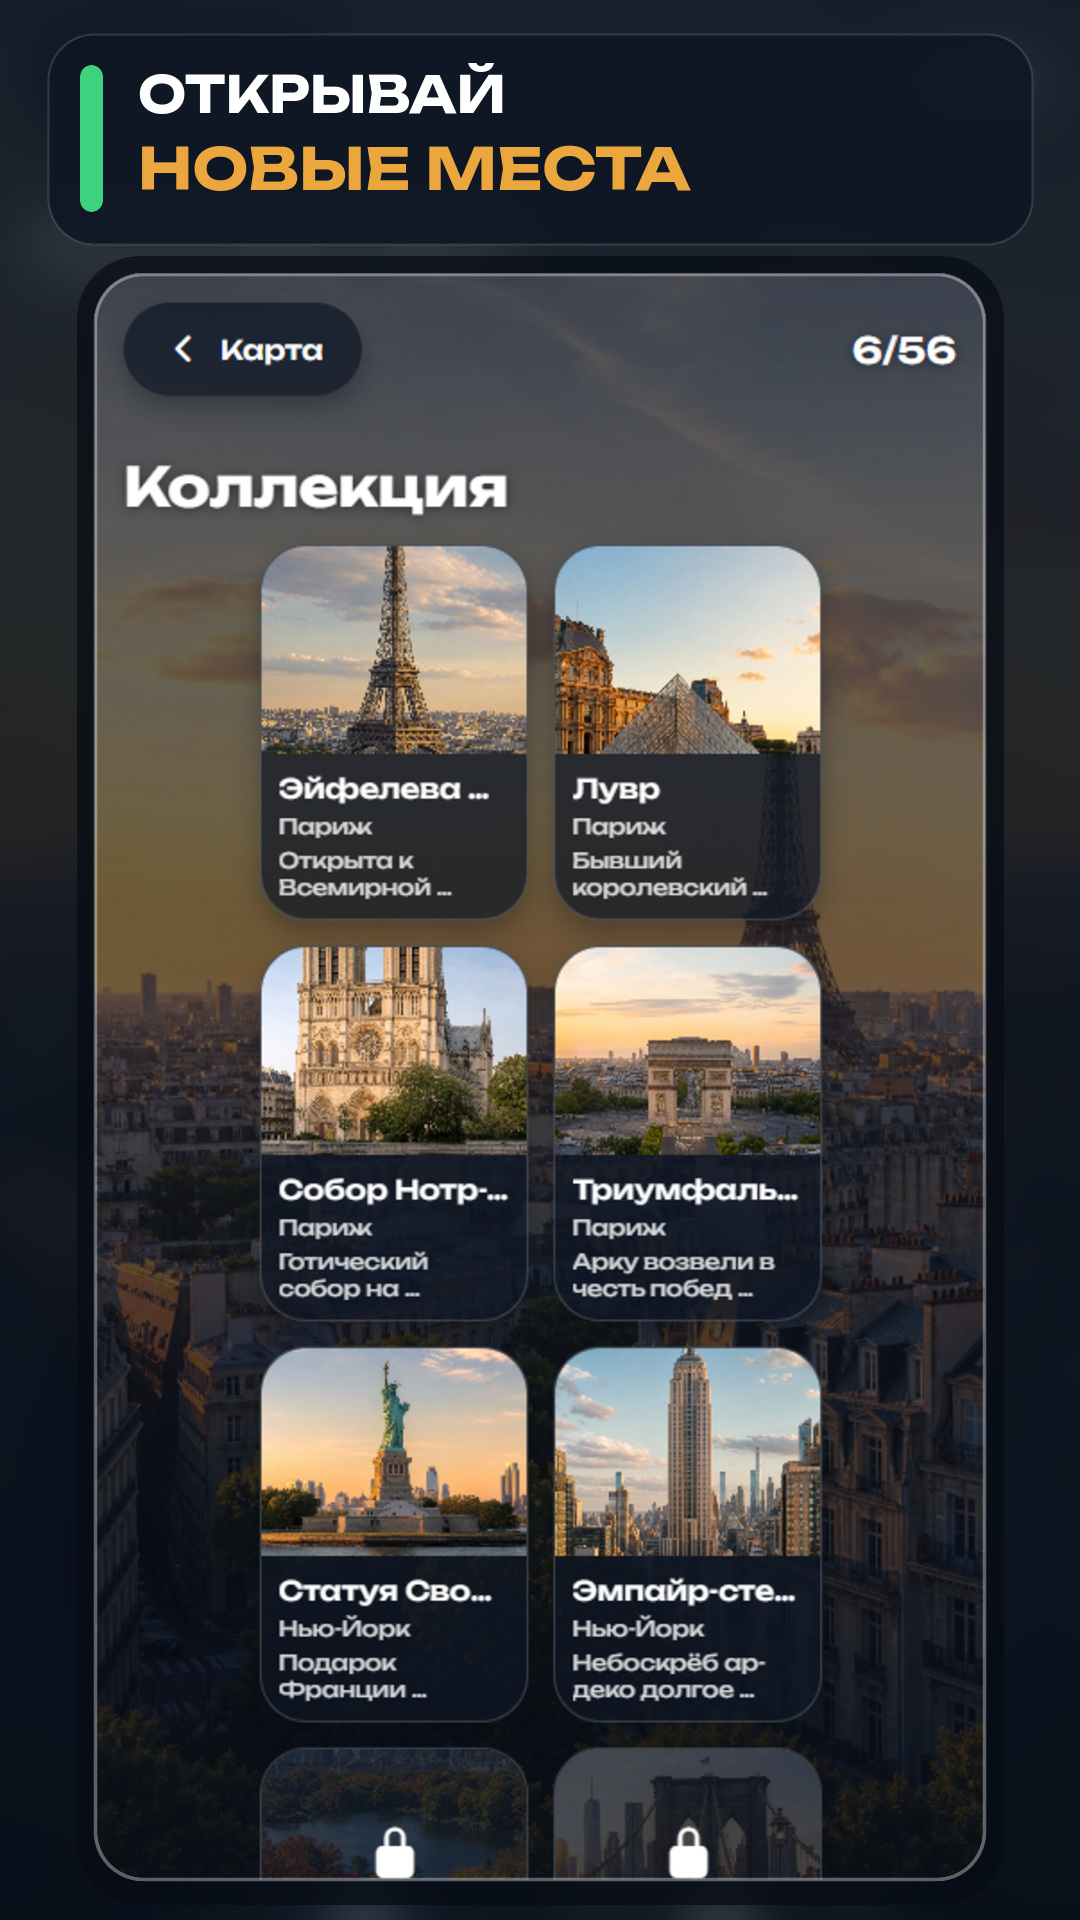 ОТКРЫВАЙ
НОВЫЕ МЕСТА
Карта
6/56
Коллекция
Эйфелева ...
Париж
Открыта к
Всемирной ...
Лувр
Париж
Бывший
королевский ...
Собор Нотр-...
Париж
Готический
собор на ...
Триумфаль...
Париж
Арку возвели в
честь побед ...
Статуя Сво...
Нью-Йорк
Подарок
Франции ...
Эмпайр-сте...
Нью-Йорк
Небоскрёб ар-
деко долгое ...